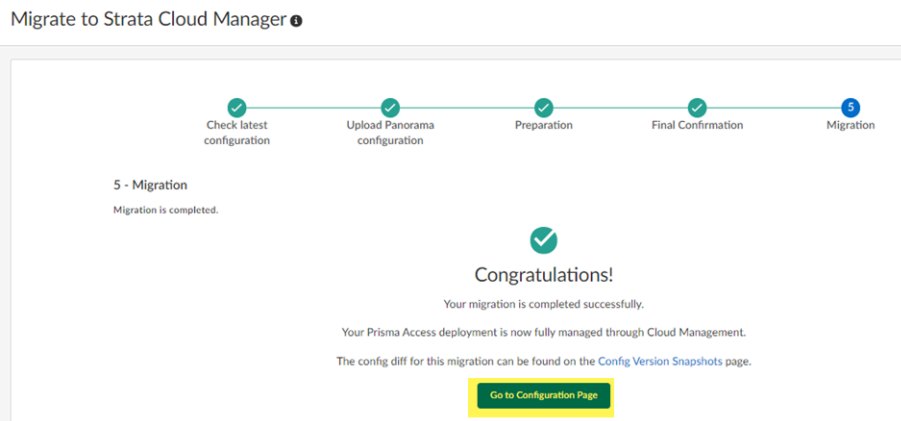 Migrate to Strata Cloud Manager
5
Check latest
configuration
Upload Panorama
configuration
Preparation
Final Confirmation
Migration
5 - Migration
Migration is completed.
Congratulations!
Your migration is completed successfully.
Your Prisma Access deployment is now fully managed through Cloud Management.
The config diff for this migration can be found on the Config Version Snapshots page.
Go to Configuration Page